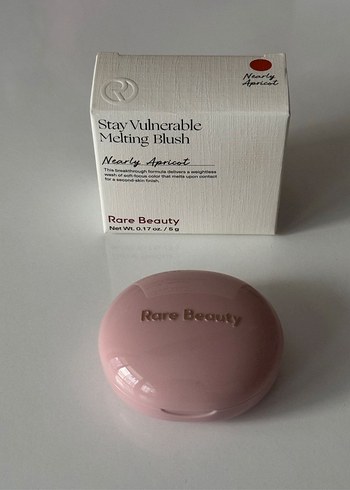 Nearly
Apricot
Stay Vulnerable
Melting Blush
Nearly Apricot
This breakthrough formula delivers a weightless
wash of soft-focus color that melts upon contact
for a second-skin finish.
Rare Beauty
Net Wt. 0.17 oz. / 5 g
Rare Beauty